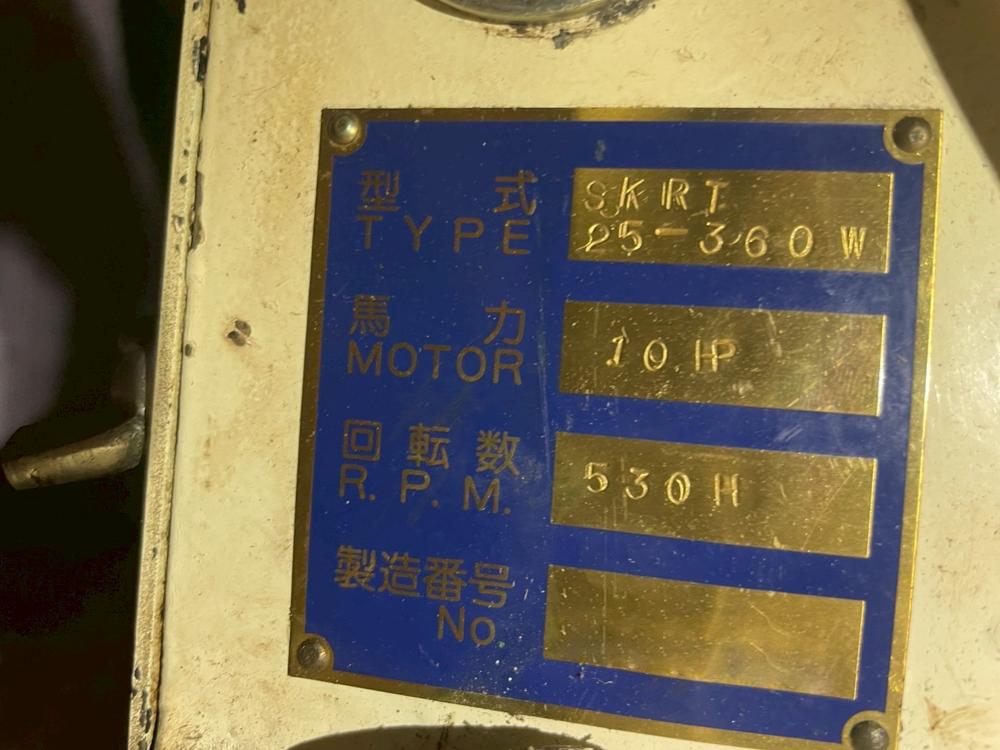 型式
SKRT
TYPE
25-360W
馬力
MOTOR
10.HP
回転数
R.P.M.
530H
製造番号
No.